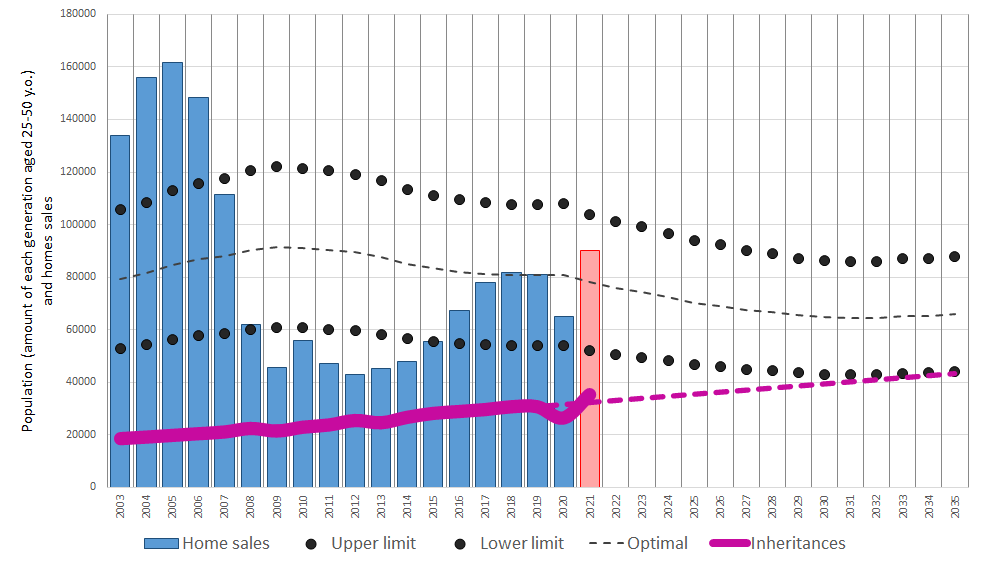 Population (amount of each generation aged 25-50 y.o.)
and homes sales
180000
160000
140000
120000
100000
80000
60000
40000
20000
0
2003 2004 2005 2006 2007 2008 2009 2010 2011 2012 2013 2014 2015 2016 2017 2018 2019 2020 2021 2022 2023 2024 2025 2026 2027 2028 2029 2030 2031 2032 2033 2034 2035
Home sales Upper limit Lower limit Optimal Inheritances